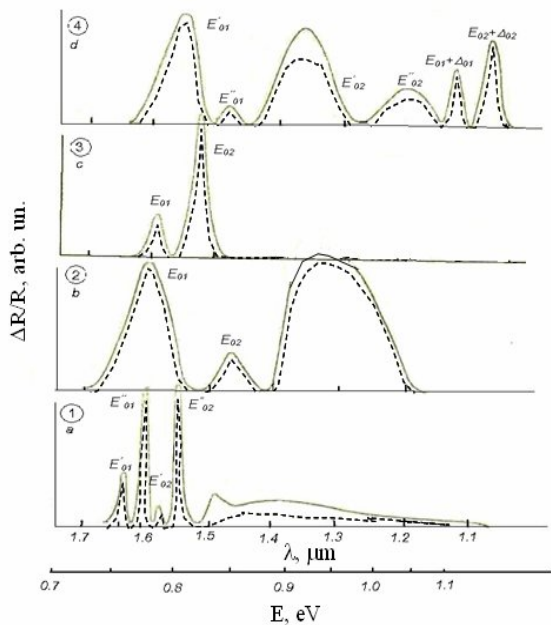 4
d
E'₀₁
E''₀₁
E'₀₂
E''₀₂
E₀₁+Δ₀₁
E₀₂+Δ₀₂
3
c
E₀₁
E₀₂
2
b
E₀₁
E₀₂
1
a
E'₀₁
E''₀₁
E'₀₂
E''₀₂
ΔR/R, arb. un.
1.7 1.6 1.5 1.4 1.3 1.2 1.1
λ, μm
0.7 0.8 0.9 1.0 1.1
E, eV